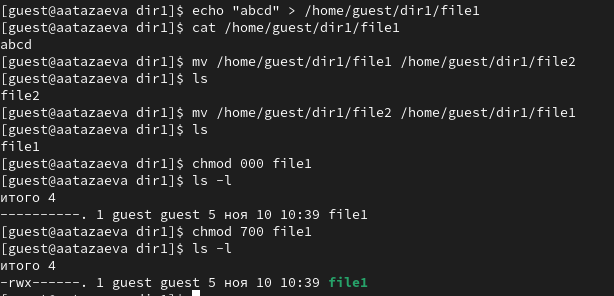 [guest@aatazaeva dir1]$ echo "abcd" > /home/guest/dir1/file1
[guest@aatazaeva dir1]$ cat /home/guest/dir1/file1
abcd
[guest@aatazaeva dir1]$ mv /home/guest/dir1/file1 /home/guest/dir1/file2
[guest@aatazaeva dir1]$ ls
file2
[guest@aatazaeva dir1]$ mv /home/guest/dir1/file2 /home/guest/dir1/file1
[guest@aatazaeva dir1]$ ls
file1
[guest@aatazaeva dir1]$ chmod 000 file1
[guest@aatazaeva dir1]$ ls -l
итого 4
----------. 1 guest guest 5 ноя 10 10:39 file1
[guest@aatazaeva dir1]$ chmod 700 file1
[guest@aatazaeva dir1]$ ls -l
итого 4
-rwx------. 1 guest guest 5 ноя 10 10:39 file1
[guest@aatazaeva dir1]$